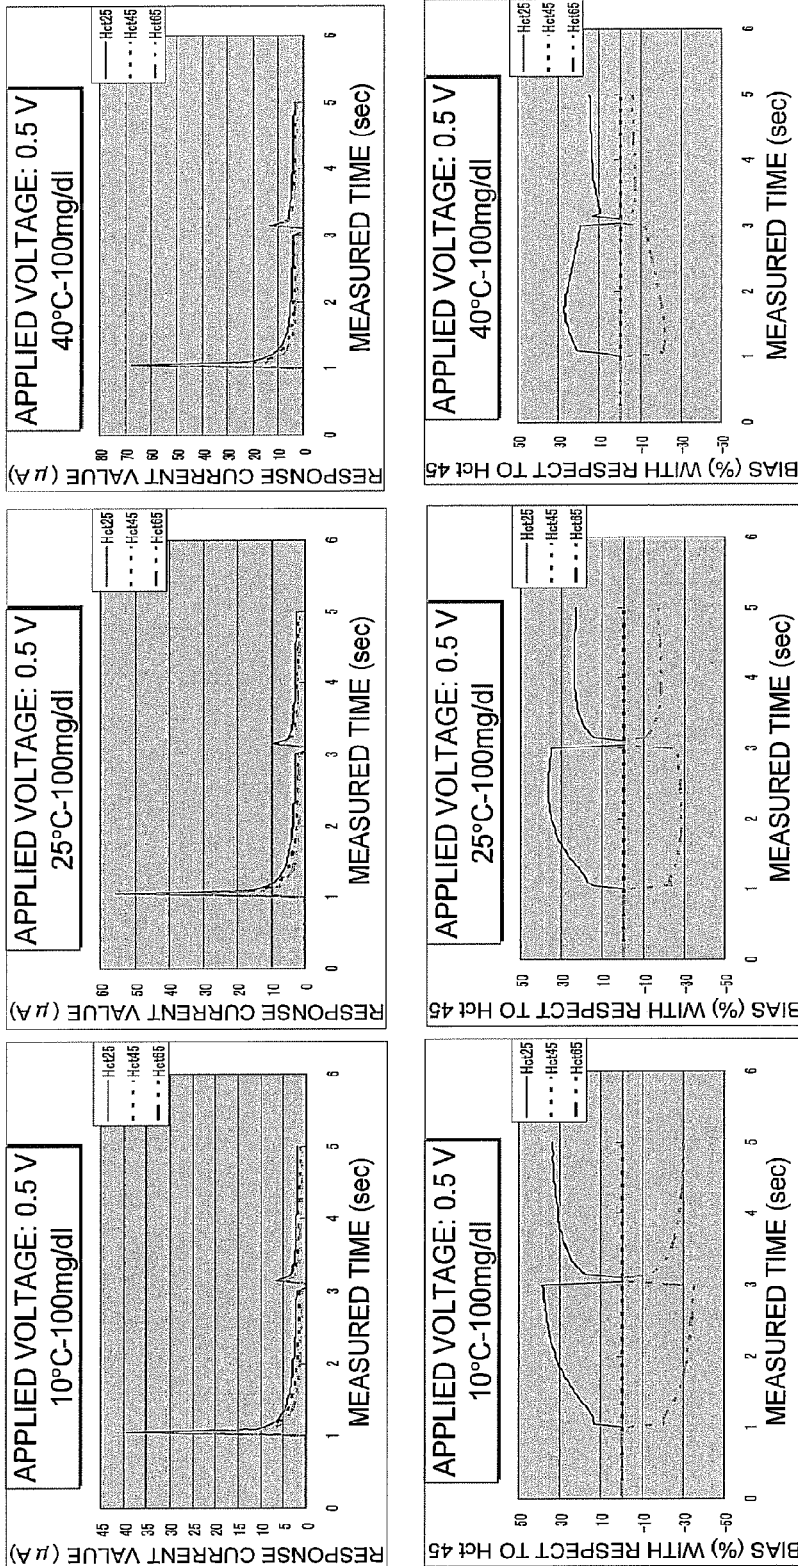 APPLIED VOLTAGE: 0.5 V
10°C-100mg/dl
RESPONSE CURRENT VALUE (μA)
45
40
35
30
25
20
15
10
5
0
0
1
2
3
4
5
6
MEASURED TIME (sec)
Hct25
Hct45
Hct65
APPLIED VOLTAGE: 0.5 V
25°C-100mg/dl
RESPONSE CURRENT VALUE (μA)
60
50
40
30
20
10
0
0
1
2
3
4
5
6
MEASURED TIME (sec)
Hct25
Hct45
Hct65
APPLIED VOLTAGE: 0.5 V
40°C-100mg/dl
RESPONSE CURRENT VALUE (μA)
80
70
60
50
40
30
20
10
0
0
1
2
3
4
5
6
MEASURED TIME (sec)
Hct25
Hct45
Hct65
APPLIED VOLTAGE: 0.5 V
10°C-100mg/dl
BIAS (%) WITH RESPECT TO Hct 45
50
30
10
-10
-30
-50
0
1
2
3
4
5
6
MEASURED TIME (sec)
Hct25
Hct45
Hct65
APPLIED VOLTAGE: 0.5 V
25°C-100mg/dl
BIAS (%) WITH RESPECT TO Hct 45
50
30
10
-10
-30
-50
0
1
2
3
4
5
6
MEASURED TIME (sec)
Hct25
Hct45
Hct65
APPLIED VOLTAGE: 0.5 V
40°C-100mg/dl
BIAS (%) WITH RESPECT TO Hct 45
50
30
10
-10
-30
-50
0
1
2
3
4
5
6
MEASURED TIME (sec)
Hct25
Hct45
Hct65